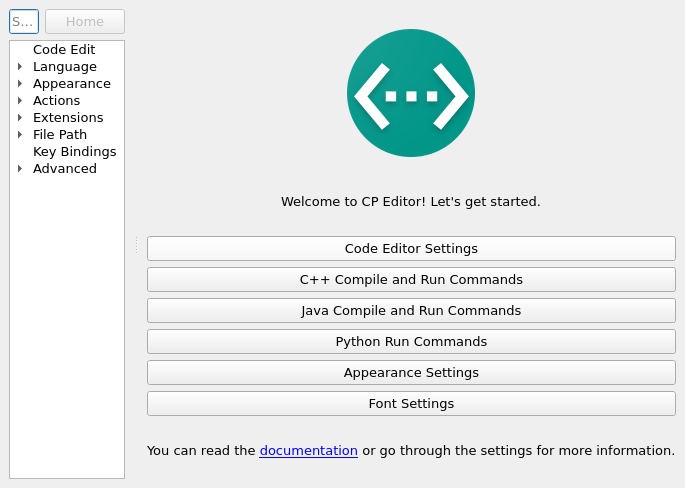 S... Home
Code Edit
Language
Appearance
Actions
Extensions
File Path
Key Bindings
Advanced
Welcome to CP Editor! Let's get started.
Code Editor Settings
C++ Compile and Run Commands
Java Compile and Run Commands
Python Run Commands
Appearance Settings
Font Settings
You can read the documentation or go through the settings for more information.